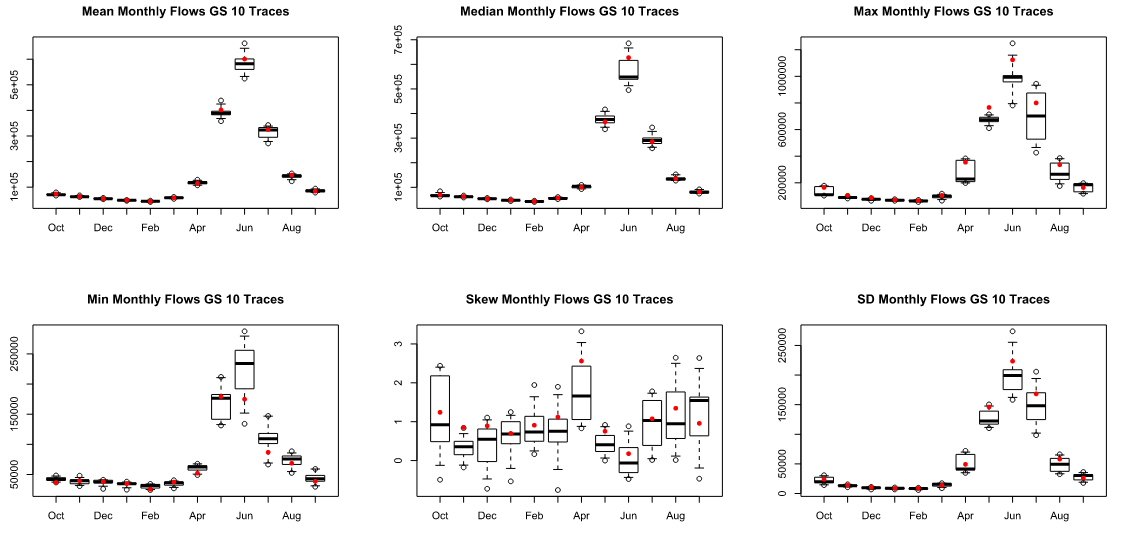 Mean Monthly Flows GS 10 Traces
1e+05
3e+05
5e+05
Oct Dec Feb Apr Jun Aug
Median Monthly Flows GS 10 Traces
1e+05
3e+05
5e+05
7e+05
Oct Dec Feb Apr Jun Aug
Max Monthly Flows GS 10 Traces
200000
600000
1000000
Oct Dec Feb Apr Jun Aug
Min Monthly Flows GS 10 Traces
50000
150000
250000
Oct Dec Feb Apr Jun Aug
Skew Monthly Flows GS 10 Traces
0
1
2
3
Oct Dec Feb Apr Jun Aug
SD Monthly Flows GS 10 Traces
0
50000
150000
250000
Oct Dec Feb Apr Jun Aug